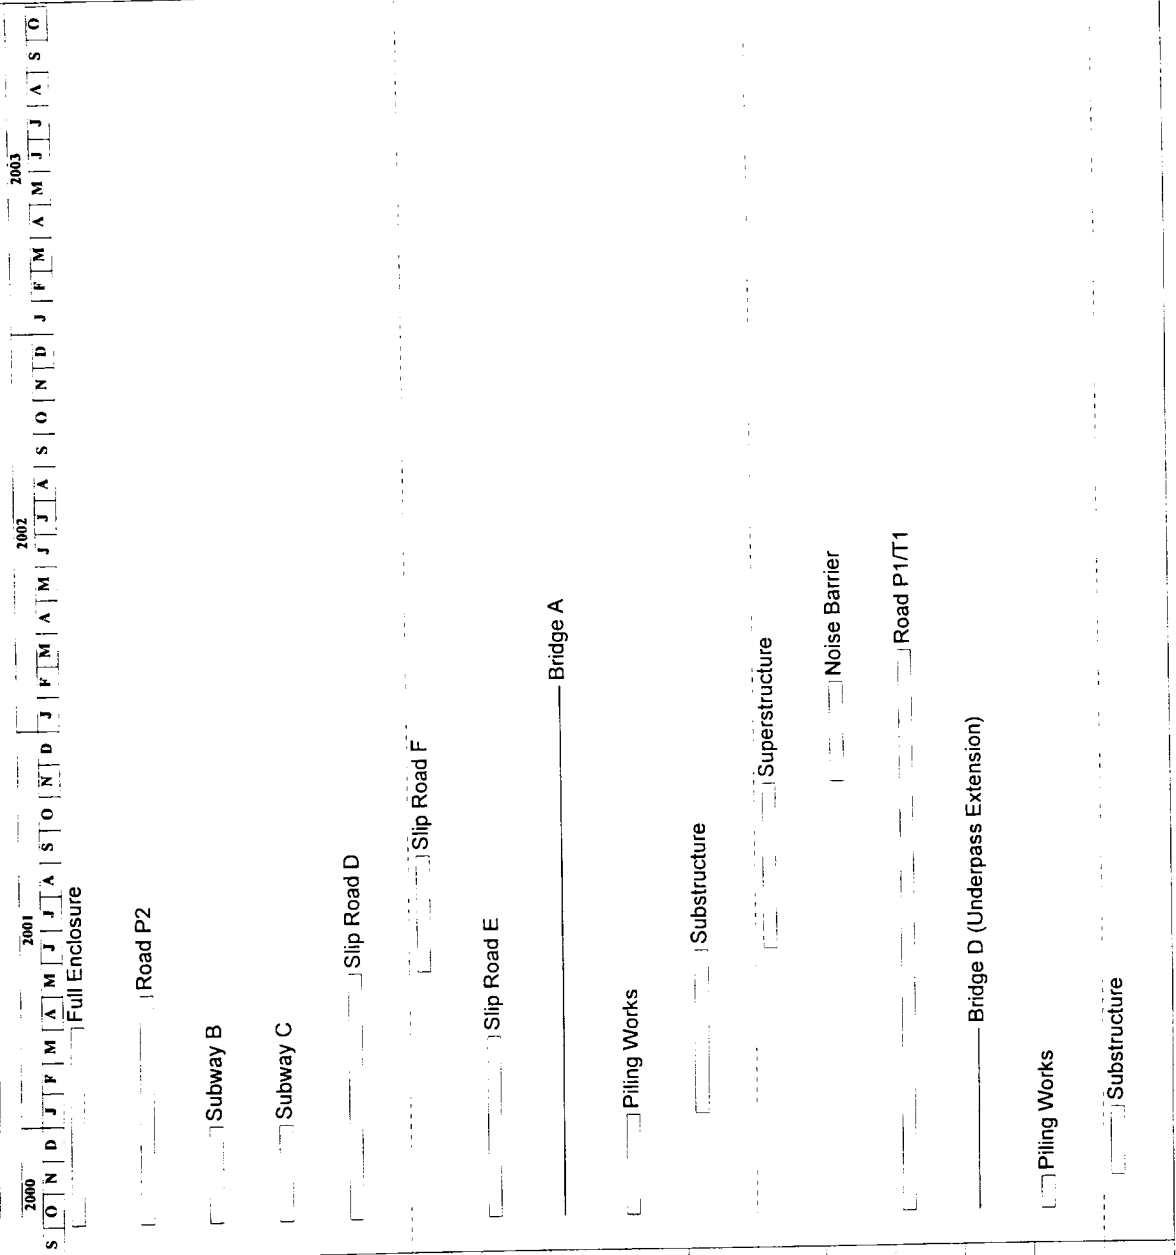 2000 2001 2002 2003
S O N D J F M A M J J A S O N D J F M A M J J A S O N D J F M A M J J A S O
Full Enclosure
Road P2
Subway B
Subway C
Slip Road D
Slip Road F
Slip Road E
Bridge A
Piling Works
Substructure
Superstructure
Noise Barrier
Road P1/T1
Bridge D (Underpass Extension)
Piling Works
Substructure